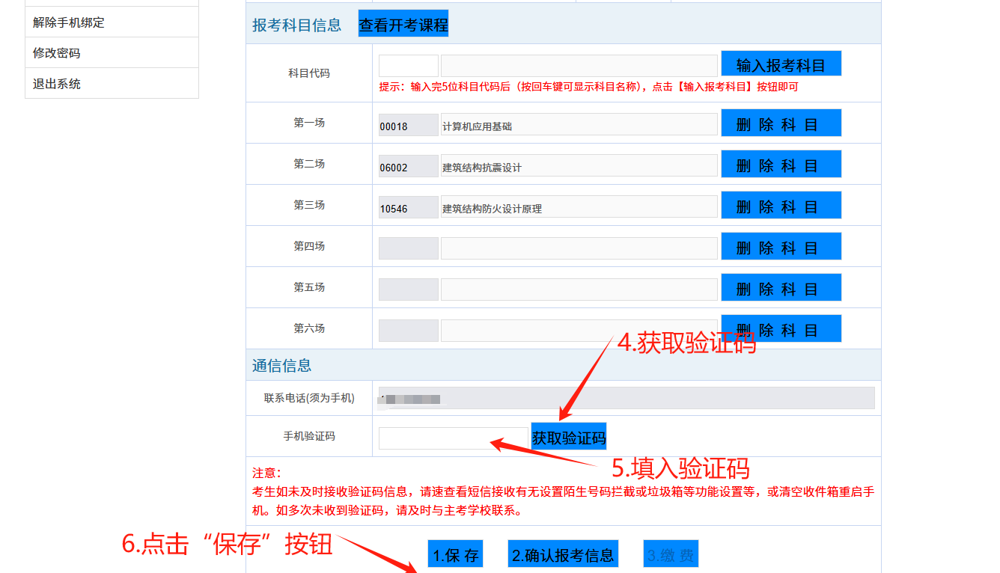 解除手机绑定
修改密码
退出系统
报考科目信息 查看开考课程
科目代码 输入报考科目
提示：输入完5位科目代码后（按回车键可显示科目名称），点击【输入报考科目】按钮即可
第一场 00018 计算机应用基础 删 除 科 目
第二场 06002 建筑结构抗震设计 删 除 科 目
第三场 10546 建筑结构防火设计原理 删 除 科 目
第四场 删 除 科 目
第五场 删 除 科 目
第六场 删 除 科 目
4.获取验证码
通信信息
联系电话(须为手机)
手机验证码 获取验证码
5.填入验证码
注意：
考生如未及时接收验证码信息，请速查看短信接收有无设置陌生号码拦截或垃圾箱等功能设置等，或清空收件箱重启手
机。如多次未收到验证码，请及时与主考学校联系。
6.点击“保存”按钮
1.保 存 2.确认报考信息 3.缴 费